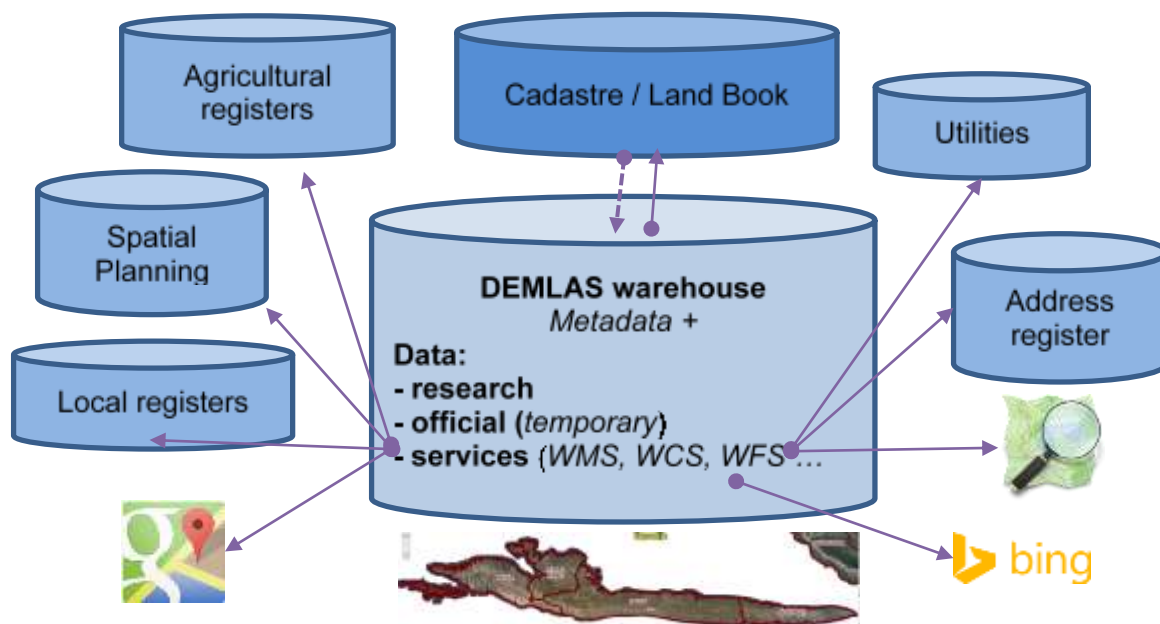 Agricultural
registers
Cadastre / Land Book
Utilities
Spatial
Planning
DEMLAS warehouse
Metadata +
Address
register
Data:
- research
- official (temporary)
- services (WMS, WCS, WFS ...
Local registers
g
bing